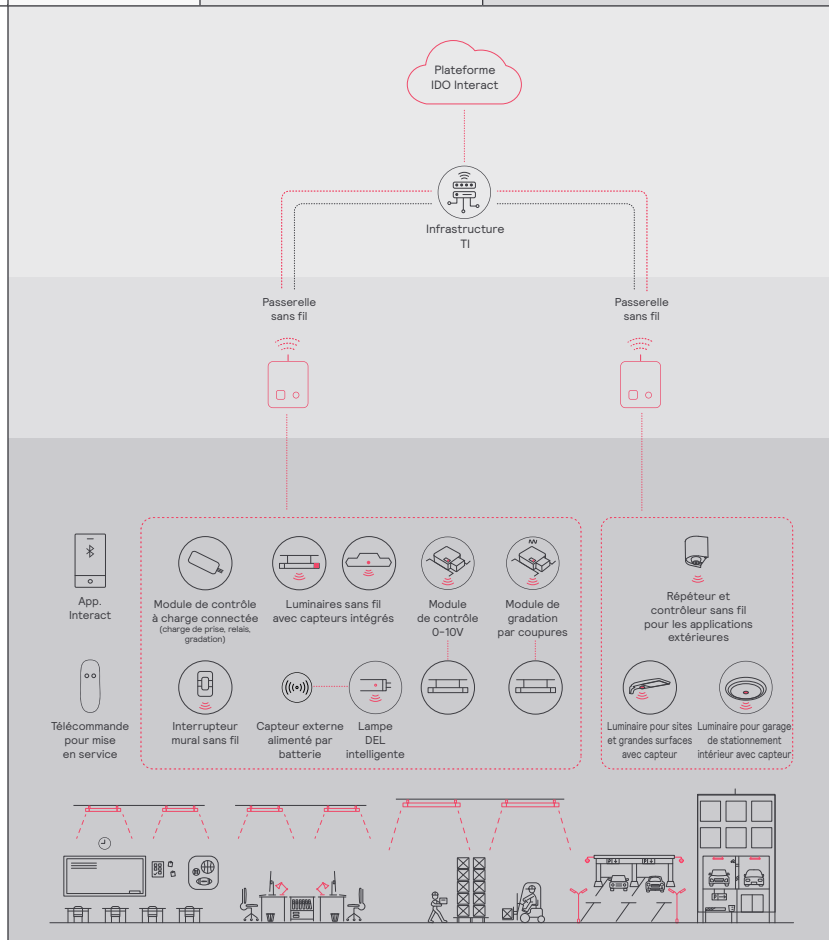 Plateforme
IDO Interact
Infrastructure
TI
Passerelle
sans fil
Passerelle
sans fil
App.
Interact
Module de contrôle
à charge connectée
(charge de prise, relais,
gradation)
Luminaires sans fil
avec capteurs intégrés
Module
de contrôle
0-10V
Module de
gradation
par coupures
Répéteur et
contrôleur sans fil
pour les applications
extérieures
Télécommande
pour mise
en service
Interrupteur
mural sans fil
Capteur externe
alimenté par
batterie
Lampe
DEL
intelligente
Luminaire pour sites
et grandes surfaces
avec capteur
Luminaire pour garage
de stationnement
intérieur avec capteur